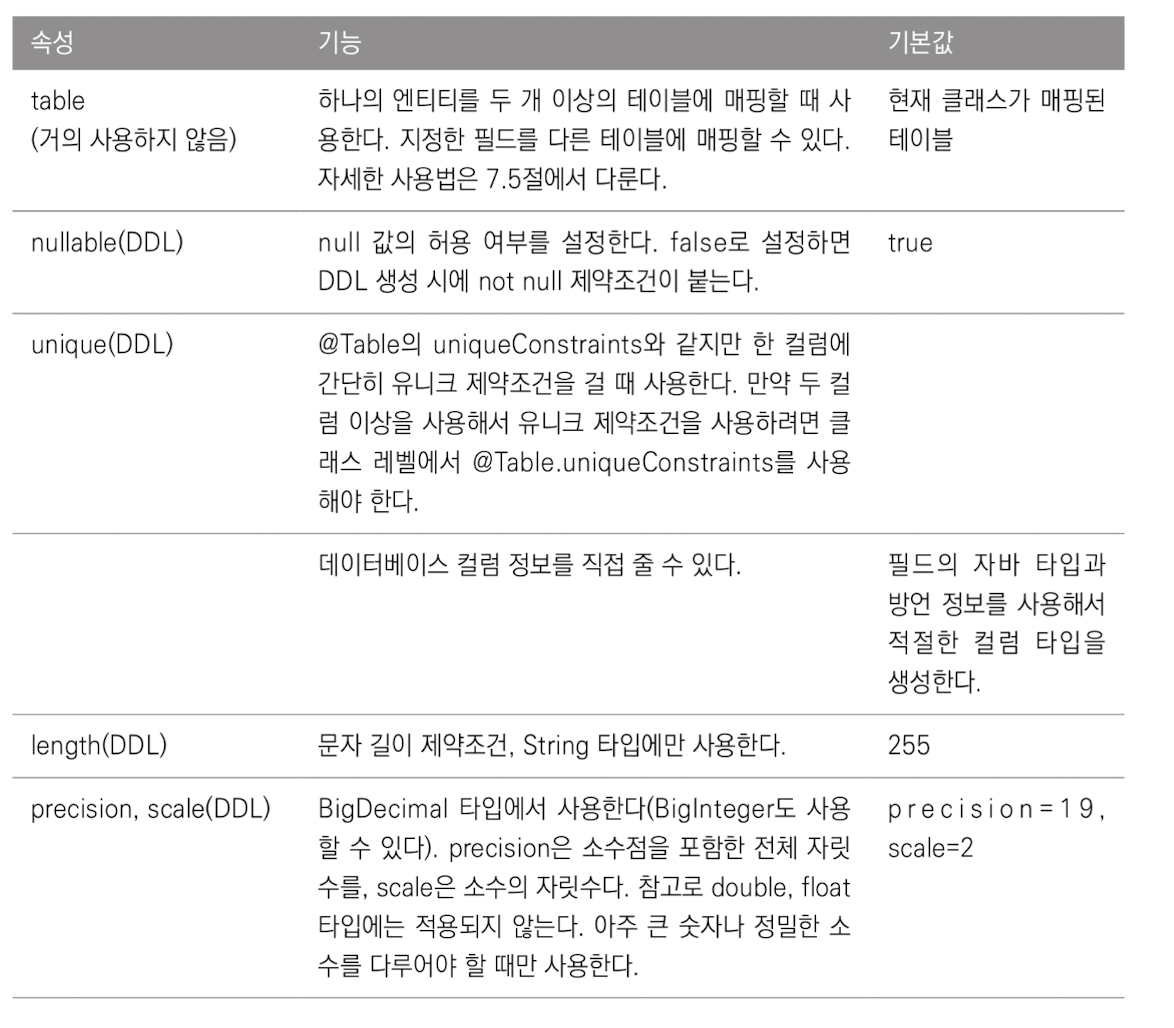 속성 기능 기본값
table 하나의 엔티티를 두 개 이상의 테이블에 매핑할 때 사 현재 클래스가 매핑된
(거의 사용하지 않음) 용한다. 지정한 필드를 다른 테이블에 매핑할 수 있다. 테이블
자세한 사용법은 7.5절에서 다룬다.
nullable(DDL) null 값의 허용 여부를 설정한다. false로 설정하면 true
DDL 생성 시에 not null 제약조건이 붙는다.
unique(DDL) @Table의 uniqueConstraints와 같지만 한 컬럼에
간단히 유니크 제약조건을 걸 때 사용한다. 만약 두 컬
럼 이상을 사용해서 유니크 제약조건을 사용하려면 클
래스 레벨에서 @Table.uniqueConstraints를 사용
해야 한다.
데이터베이스 컬럼 정보를 직접 줄 수 있다. 필드의 자바 타입과
방언 정보를 사용해서
적절한 컬럼 타입을
생성한다.
length(DDL) 문자 길이 제약조건, String 타입에만 사용한다. 255
precision, scale(DDL) BigDecimal 타입에서 사용한다(BigInteger도 사용 precision=19,
할 수 있다). precision은 소수점을 포함한 전체 자릿 scale=2
수를, scale은 소수의 자릿수다. 참고로 double, float
타입에는 적용되지 않는다. 아주 큰 숫자나 정밀한 소
수를 다루어야 할 때만 사용한다.